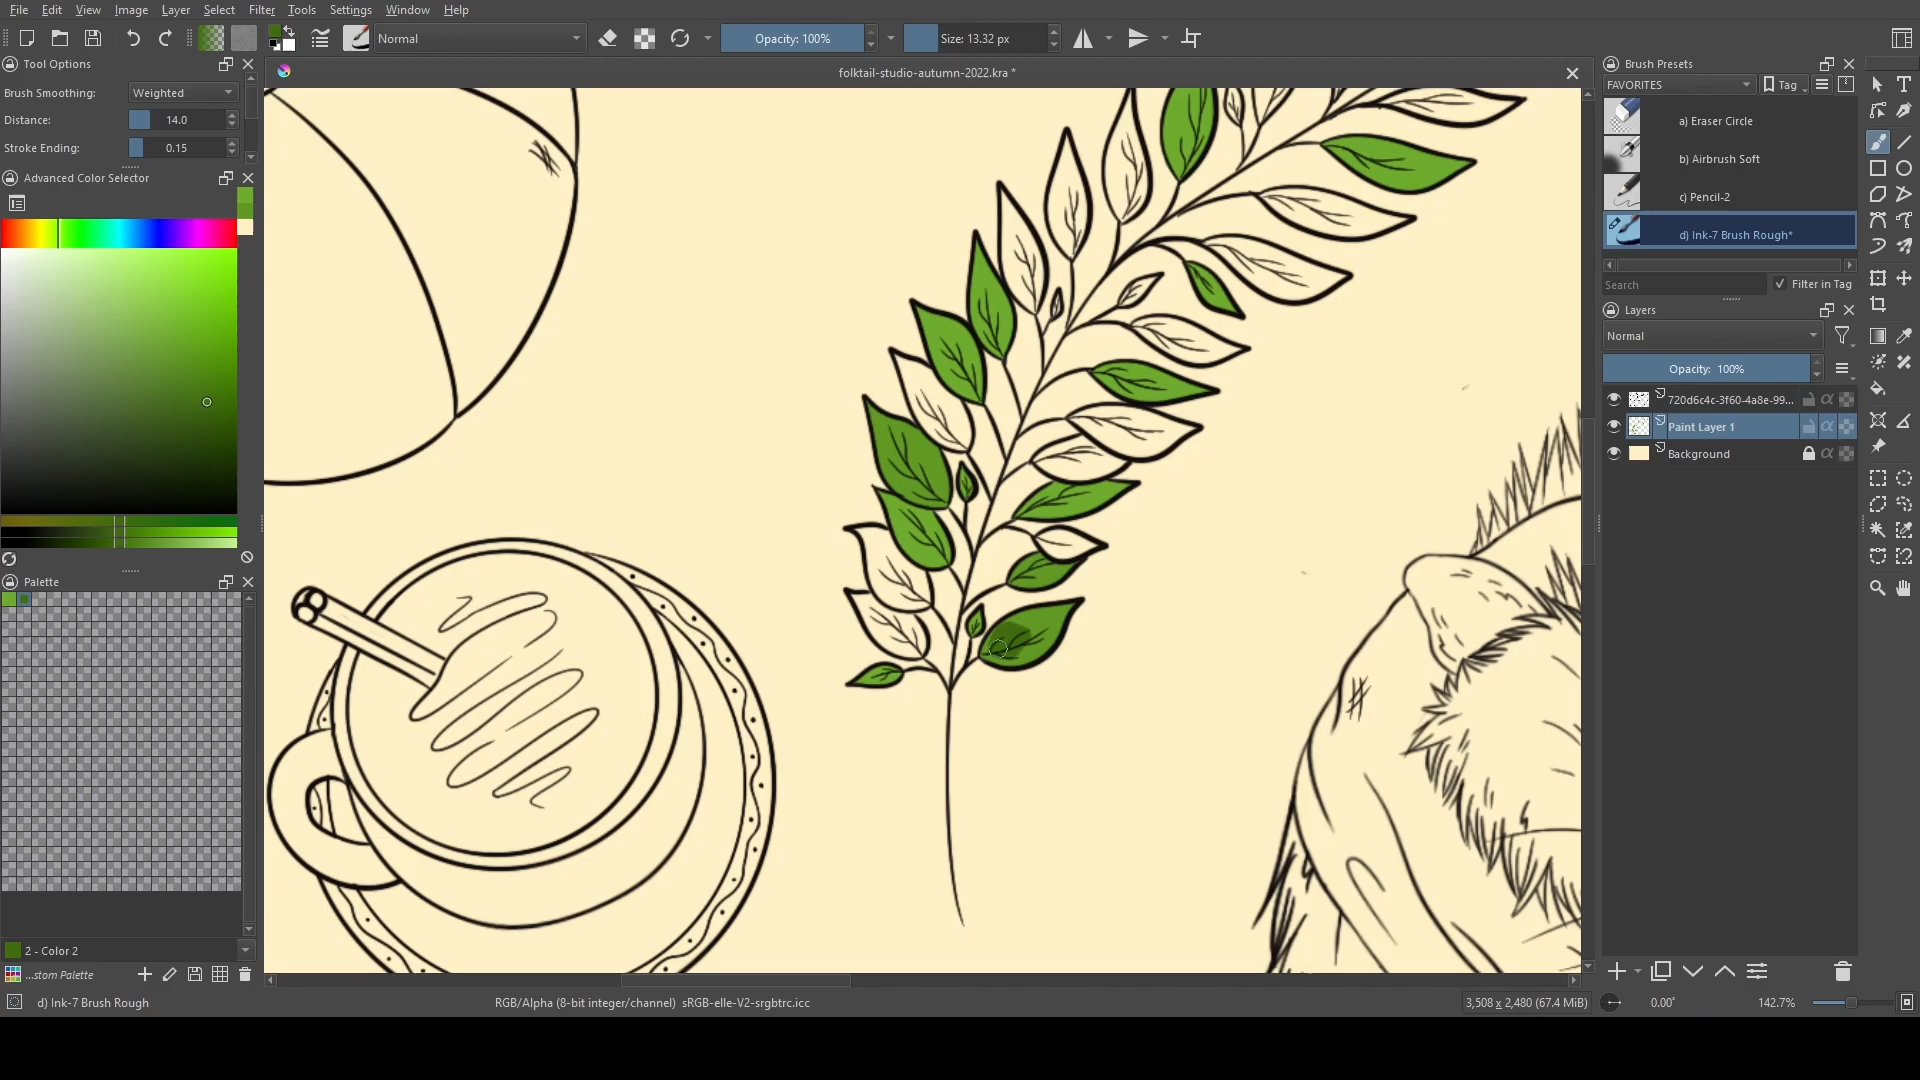 File Edit View Image Layer Select Filter Tools Settings Window Help
Normal
Opacity: 100%
Size: 13.32 px
Tool Options
folktail-studio-autumn-2022.kra *
Brush Presets
Brush Smoothing: Weighted
FAVORITES
Tag
Distance: 14.0
a) Eraser Circle
Stroke Ending: 0.15
b) Airbrush Soft
Advanced Color Selector
c) Pencil-2
d) Ink-7 Brush Rough*
Search
Filter in Tag
Layers
Normal
Opacity: 100%
720d6c4c-3f60-4a8e-99...
Paint Layer 1
Background
Palette
2 - Color 2
...stom Palette
d) Ink-7 Brush Rough
RGB/Alpha (8-bit integer/channel) sRGB-elle-V2-srgbtrc.icc
3,508 x 2,480 (67.4 MiB)
0.00°
142.7%